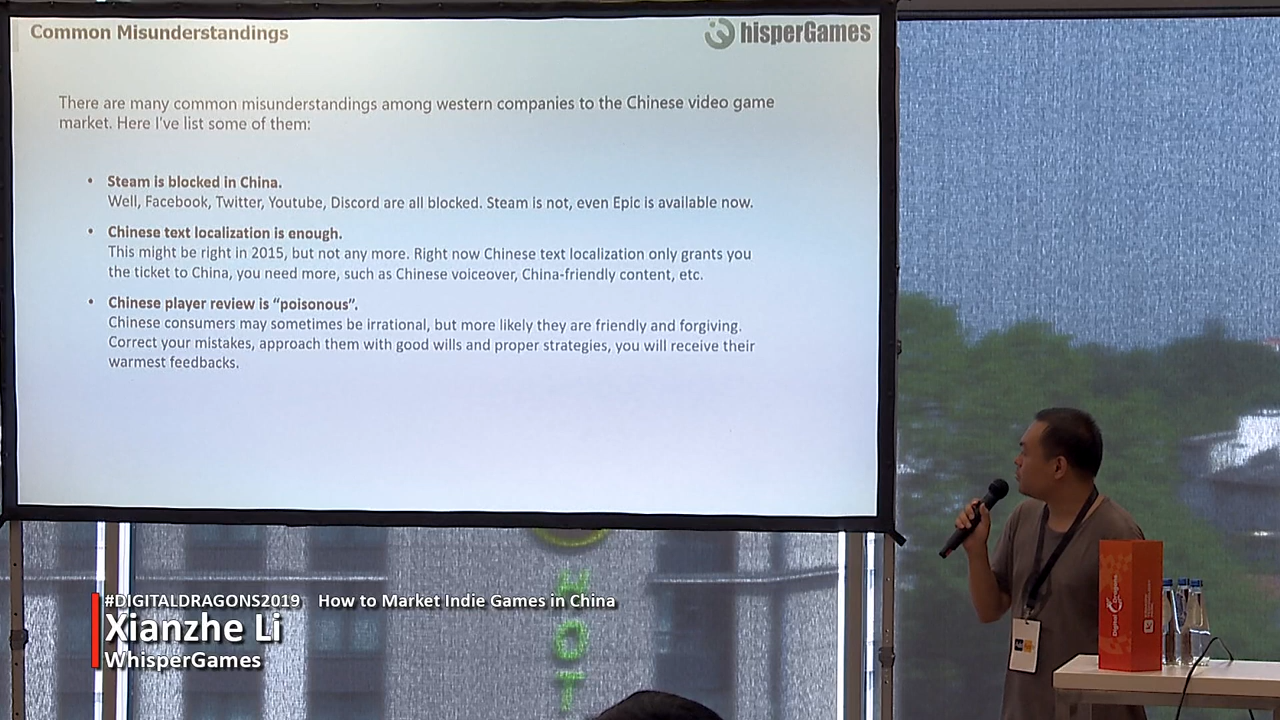 Common Misunderstandings
hisperGames
There are many common misunderstandings among western companies to the Chinese video game
market. Here I've list some of them:
• Steam is blocked in China.
Well, Facebook, Twitter, Youtube, Discord are all blocked. Steam is not, even Epic is available now.
• Chinese text localization is enough.
This might be right in 2015, but not any more. Right now Chinese text localization only grants you
the ticket to China, you need more, such as Chinese voiceover, China-friendly content, etc.
• Chinese player review is “poisonous”.
Chinese consumers may sometimes be irrational, but more likely they are friendly and forgiving.
Correct your mistakes, approach them with good wills and proper strategies, you will receive their
warmest feedbacks.
HOT
#DIGITALDRAGONS2019 How to Market Indie Games in China
Xianzhe Li
WhisperGames
Digital Dragons